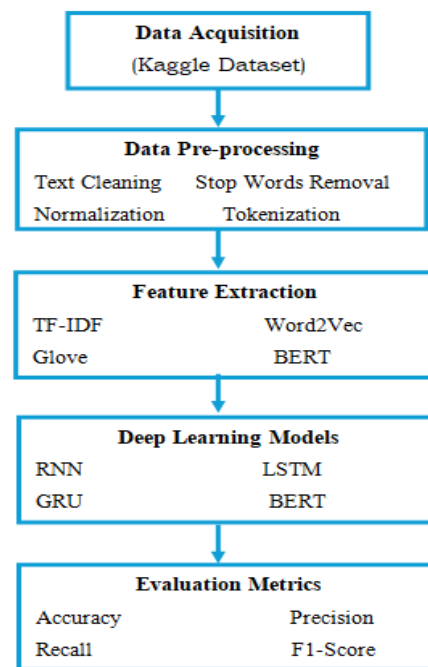 Data Acquisition
(Kaggle Dataset)
Data Pre-processing
Text Cleaning Stop Words Removal
Normalization Tokenization
Feature Extraction
TF-IDF Word2Vec
Glove BERT
Deep Learning Models
RNN LSTM
GRU BERT
Evaluation Metrics
Accuracy Precision
Recall F1-Score